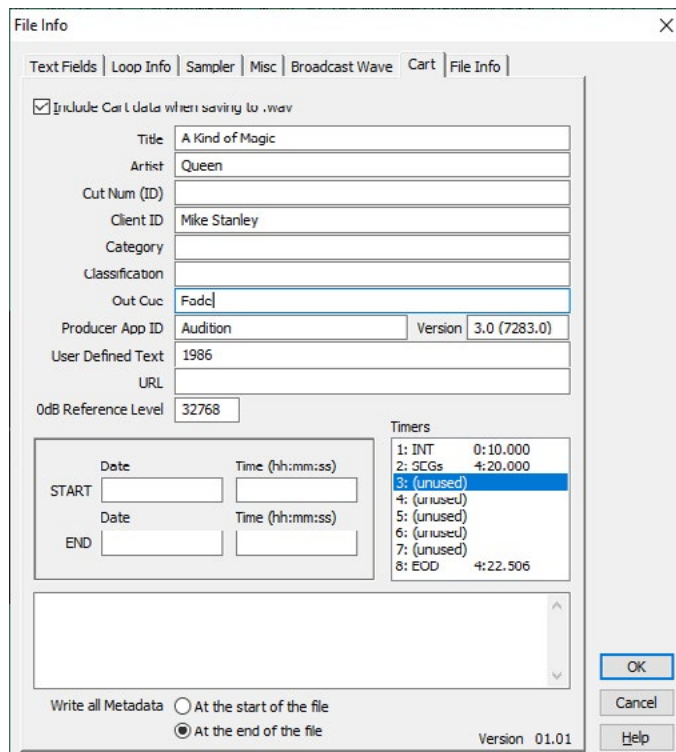 File Info
Text Fields Loop Info Sampler Misc Broadcast Wave Cart File Info
Include Cart data when saving to .wav
Title A Kind of Magic
Artist Queen
Cut Num (ID)
Client ID Mike Stanley
Category
Classification
Out Cue Fade
Producer App ID Audition Version 3.0 (7283.0)
User Defined Text 1986
URL
0dB Reference Level 32768
Timers
1: INT 0:10.000
2: SEGs 4:20.000
3: (unused)
4: (unused)
5: (unused)
6: (unused)
7: (unused)
8: EOD 4:22.506
Date Time (hh:mm:ss)
START
Date Time (hh:mm:ss)
END
Write all Metadata At the start of the file
At the end of the file
Version 01.01
OK
Cancel
Help